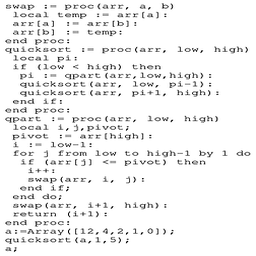 swap := proc(arr, a, b)
local temp := arr[a]:
arr[a] := arr[b]:
arr[b] := temp:
end proc:
quicksort := proc(arr, low, high)
local pi:
if (low < high) then
pi := qpart(arr,low,high):
quicksort(arr, low, pi-1):
quicksort(arr, pi+1, high):
end if:
end proc:
qpart := proc(arr, low, high)
local i,j,pivot;
pivot := arr[high]:
i := low-1:
for j from low to high-1 by 1 do
if (arr[j] <= pivot) then
i++:
swap(arr, i, j):
end if;
end do;
swap(arr, i+1, high):
return (i+1):
end proc:
a:=Array([12,4,2,1,0]);
quicksort(a,1,5);
a;